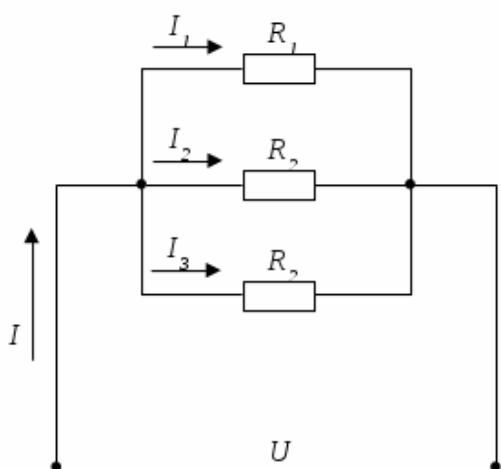 I₁ R₁
I₂ R₂
I₃ R₂
I
U